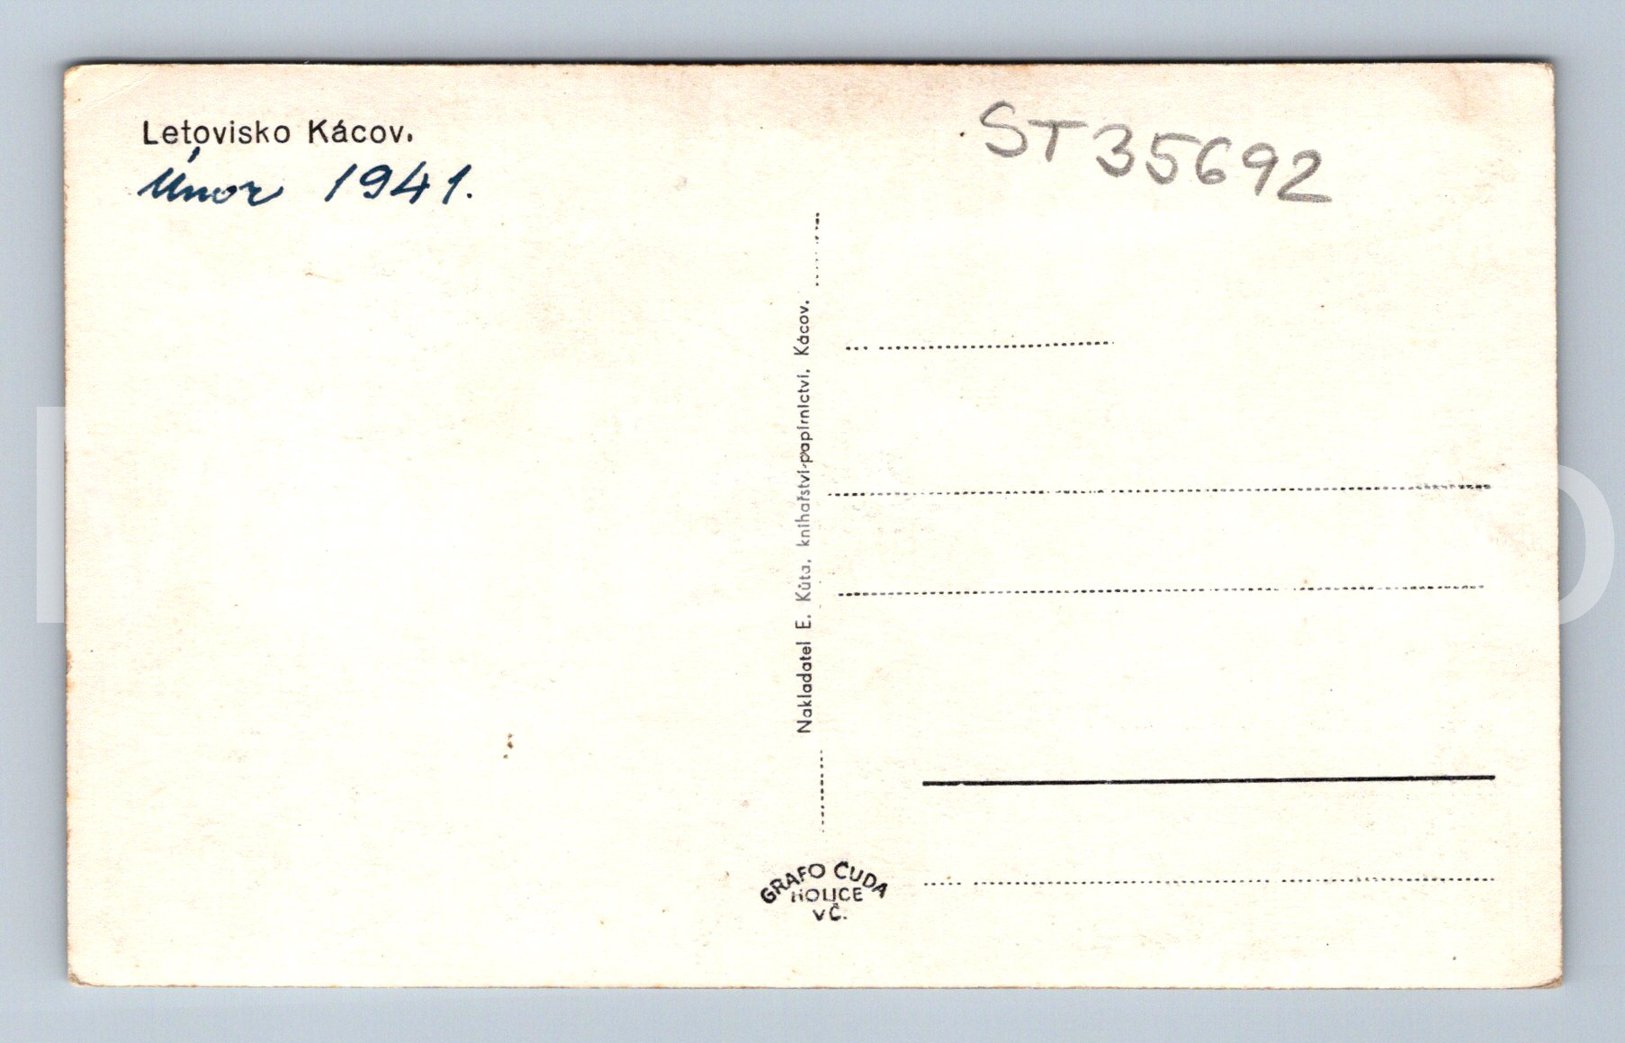 Letovisko Kácov.
Únor 1941.
ST35692
Nakladatel E. Kůta, knihařství-papírnictví, Kácov.
GRAFO ČUDA
HOLICE
VČ.